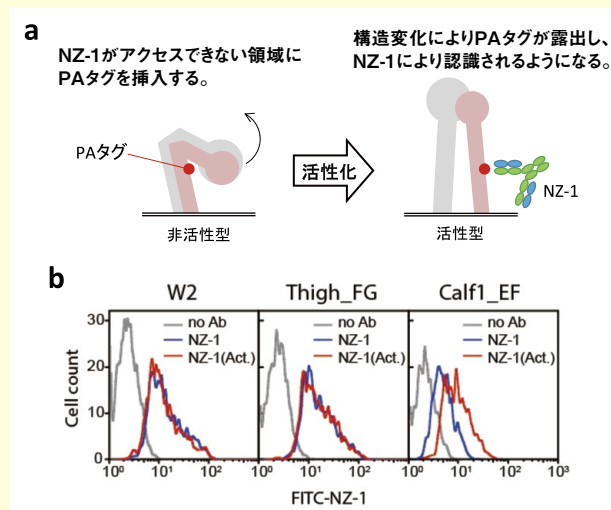 a
NZ-1がアクセスできない領域に
PAタグを挿入する。
構造変化によりPAタグが露出し、
NZ-1により認識されるようになる。
PAタグ
活性化
NZ-1
非活性型
活性型
b
W2
Thigh_FG
Calf1_EF
no Ab
NZ-1
NZ-1(Act.)
no Ab
NZ-1
NZ-1(Act.)
no Ab
NZ-1
NZ-1(Act.)
Cell count
30
20
10
0
10⁰ 10¹ 10² 10⁰ 10¹ 10² 10⁰ 10¹ 10² 10³
FITC-NZ-1